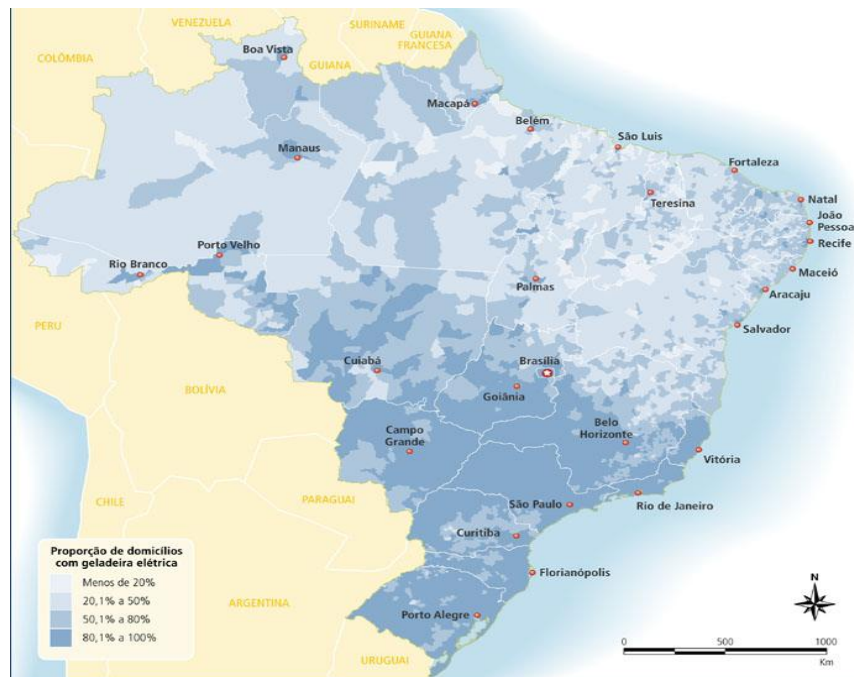 VENEZUELA
SURINAME
GUIANA
FRANCESA
COLÔMBIA
Boa Vista
GUIANA
Macapá
Belém
São Luis
Manaus
Fortaleza
Teresina
Natal
João
Pessoa
Recife
Porto Velho
Rio Branco
Maceió
Palmas
Aracaju
PERU
Salvador
Cuiabá
Brasília
BOLÍVIA
Goiânia
Campo
Grande
Belo
Horizonte
Vitória
CHILE
PARAGUAI
São Paulo
Rio de Janeiro
Curitiba
Proporção de domicílios
com geladeira elétrica
Menos de 20%
20,1% a 50%
50,1% a 80%
80,1% a 100%
Florianópolis
ARGENTINA
Porto Alegre
URUGUAI
N
0 500 1000
Km